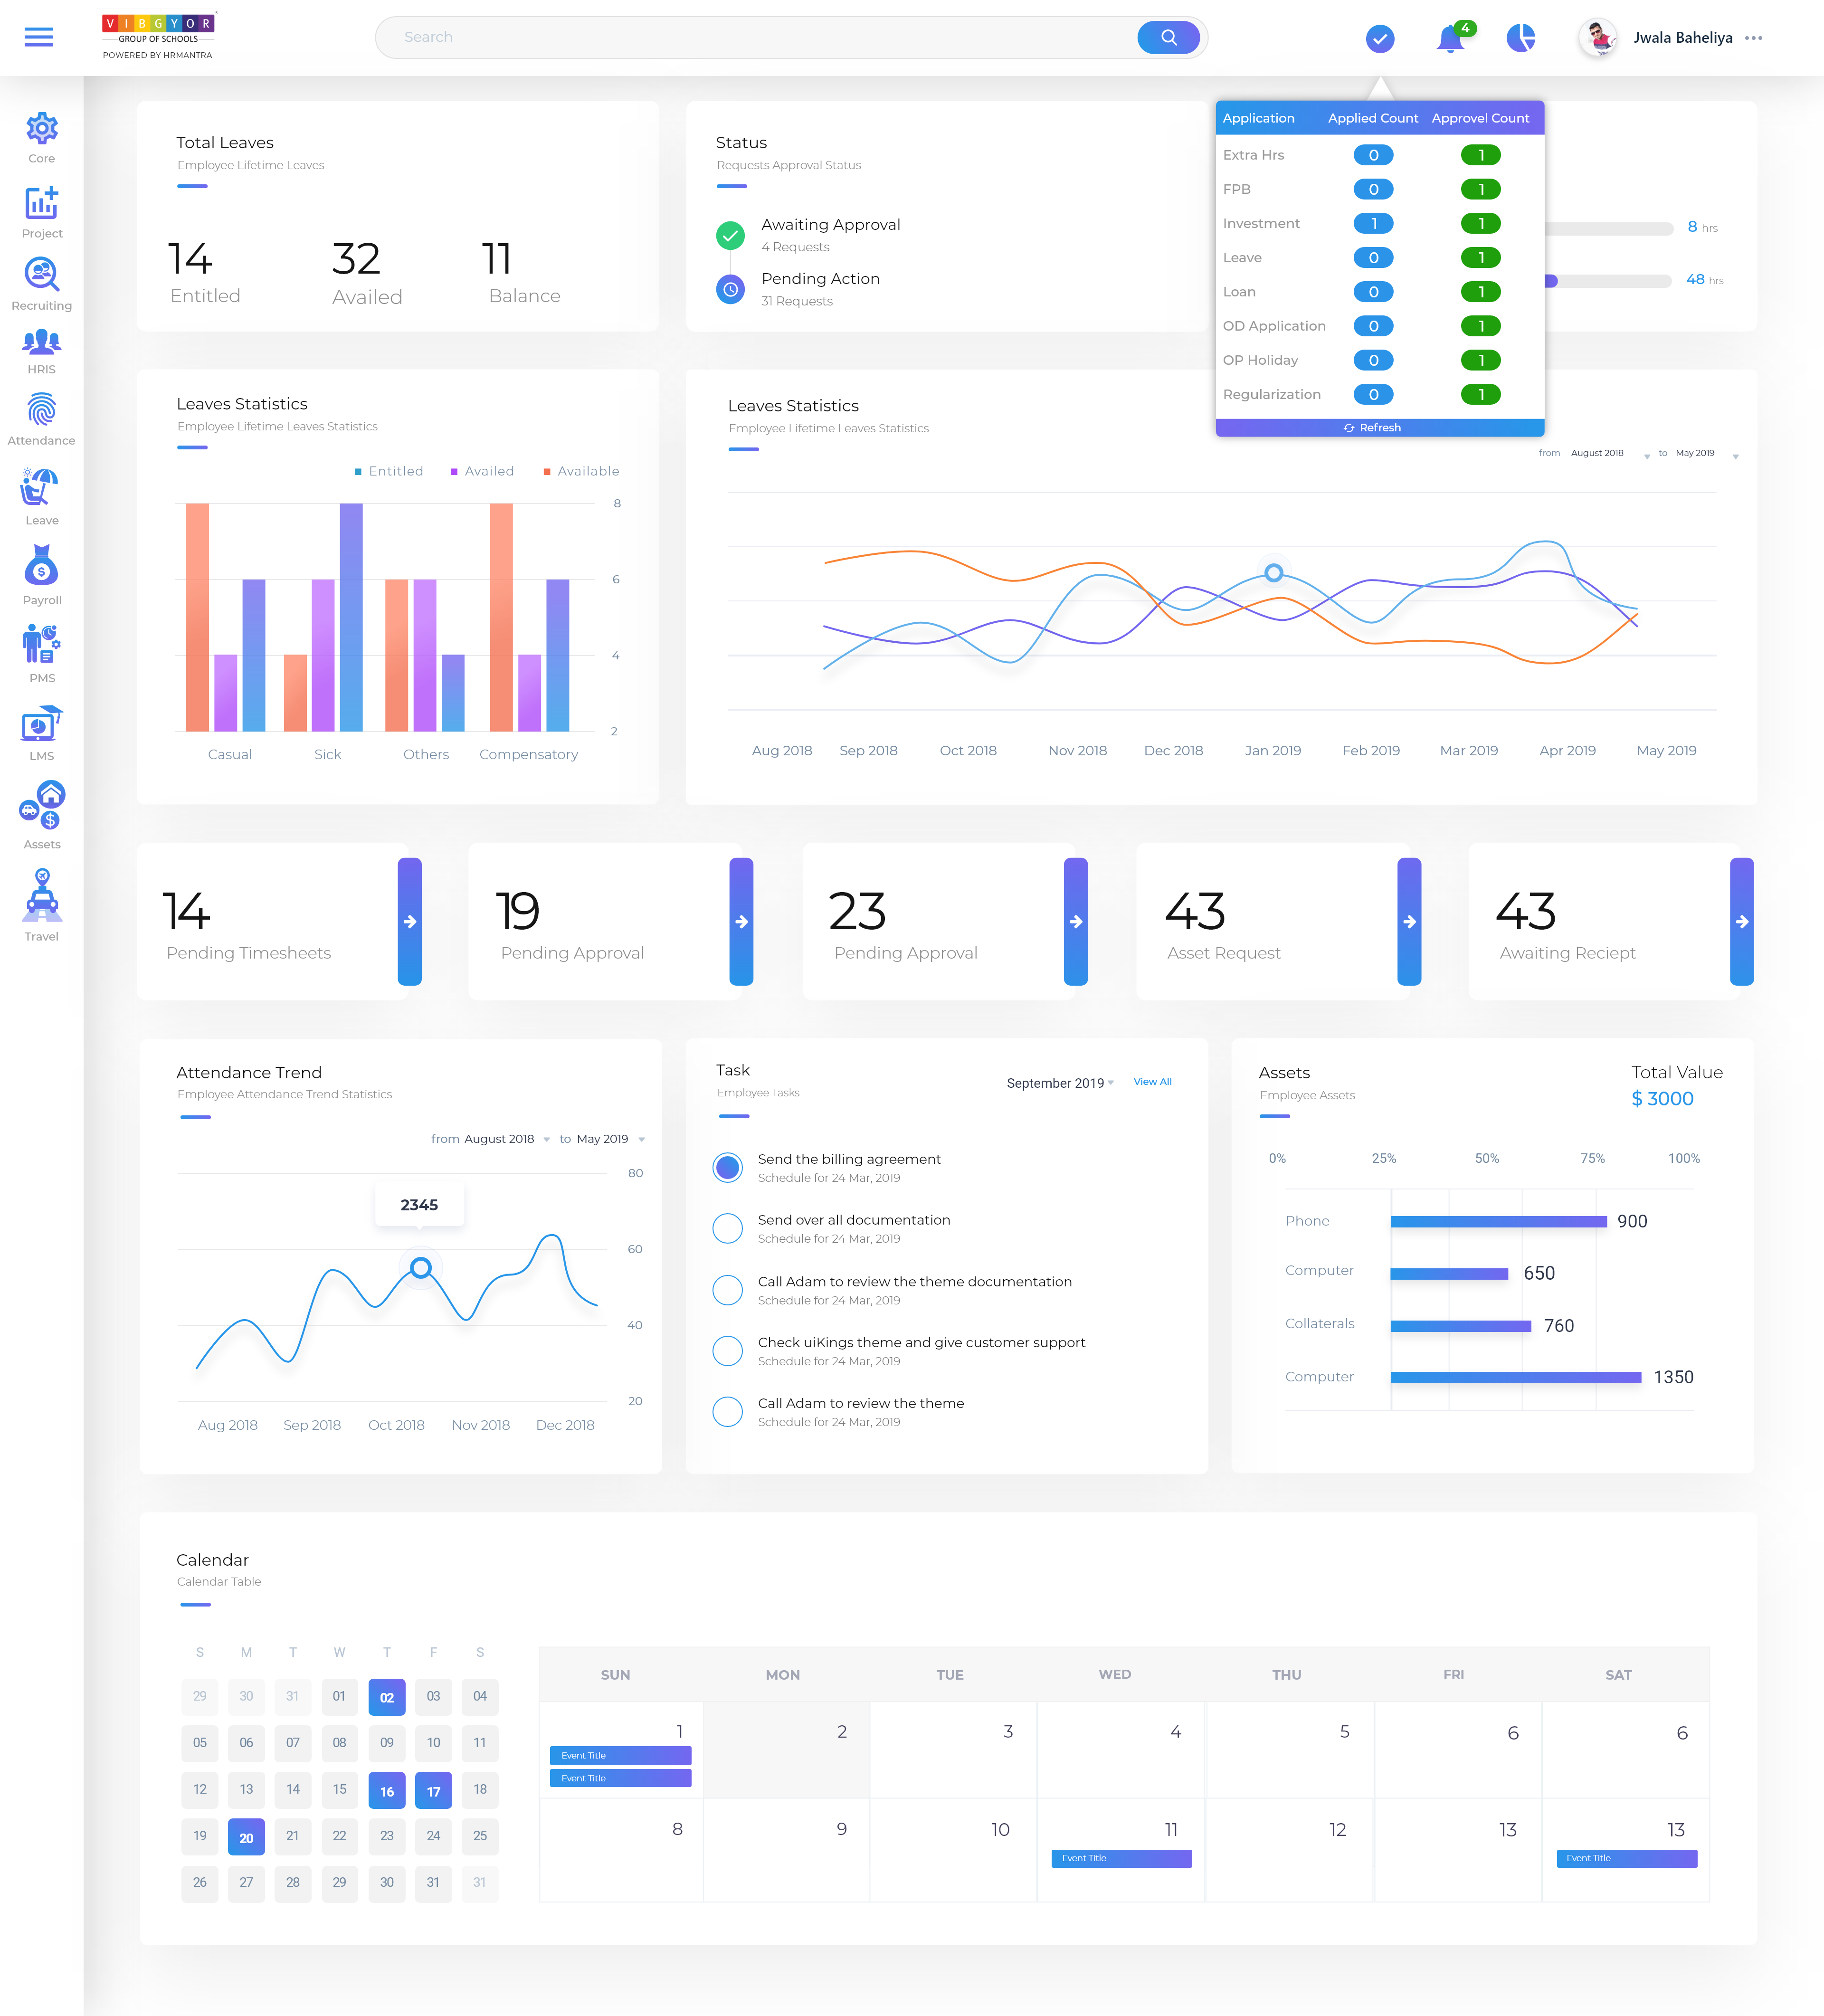 VIBGYOR
GROUP OF SCHOOLS
POWERED BY HRMANTRA
Search
4
Jwala Baheliya
Core
Project
Recruiting
HRIS
Attendance
Leave
Payroll
PMS
LMS
Assets
Travel
Total Leaves
Employee Lifetime Leaves
14 32 11
Entitled Availed Balance
Status
Requests Approval Status
Awaiting Approval
4 Requests
Pending Action
31 Requests
Application Applied Count Approvel Count
Extra Hrs 0 1
FPB 0 1
Investment 1 1
Leave 0 1
Loan 0 1
OD Application 0 1
OP Holiday 0 1
Regularization 0 1
Refresh
8 hrs
48 hrs
Leaves Statistics
Employee Lifetime Leaves Statistics
Entitled Availed Available
8
6
4
2
Casual Sick Others Compensatory
Leaves Statistics
Employee Lifetime Leaves Statistics
from August 2018 to May 2019
Aug 2018 Sep 2018 Oct 2018 Nov 2018 Dec 2018 Jan 2019 Feb 2019 Mar 2019 Apr 2019 May 2019
14
Pending Timesheets
19
Pending Approval
23
Pending Approval
43
Asset Request
43
Awaiting Reciept
Attendance Trend
Employee Attendance Trend Statistics
from August 2018 to May 2019
80
2345
60
40
20
Aug 2018 Sep 2018 Oct 2018 Nov 2018 Dec 2018
Task
Employee Tasks
September 2019 View All
Send the billing agreement
Schedule for 24 Mar, 2019
Send over all documentation
Schedule for 24 Mar, 2019
Call Adam to review the theme documentation
Schedule for 24 Mar, 2019
Check uiKings theme and give customer support
Schedule for 24 Mar, 2019
Call Adam to review the theme
Schedule for 24 Mar, 2019
Assets
Employee Assets
Total Value
$ 3000
0% 25% 50% 75% 100%
Phone 900
Computer 650
Collaterals 760
Computer 1350
Calendar
Calendar Table
S M T W T F S
29 30 31 01 02 03 04
05 06 07 08 09 10 11
12 13 14 15 16 17 18
19 20 21 22 23 24 25
26 27 28 29 30 31 31
SUN MON TUE WED THU FRI SAT
1 2 3 4 5 6 6
Event Title
Event Title
8 9 10 11 12 13 13
Event Title Event Title